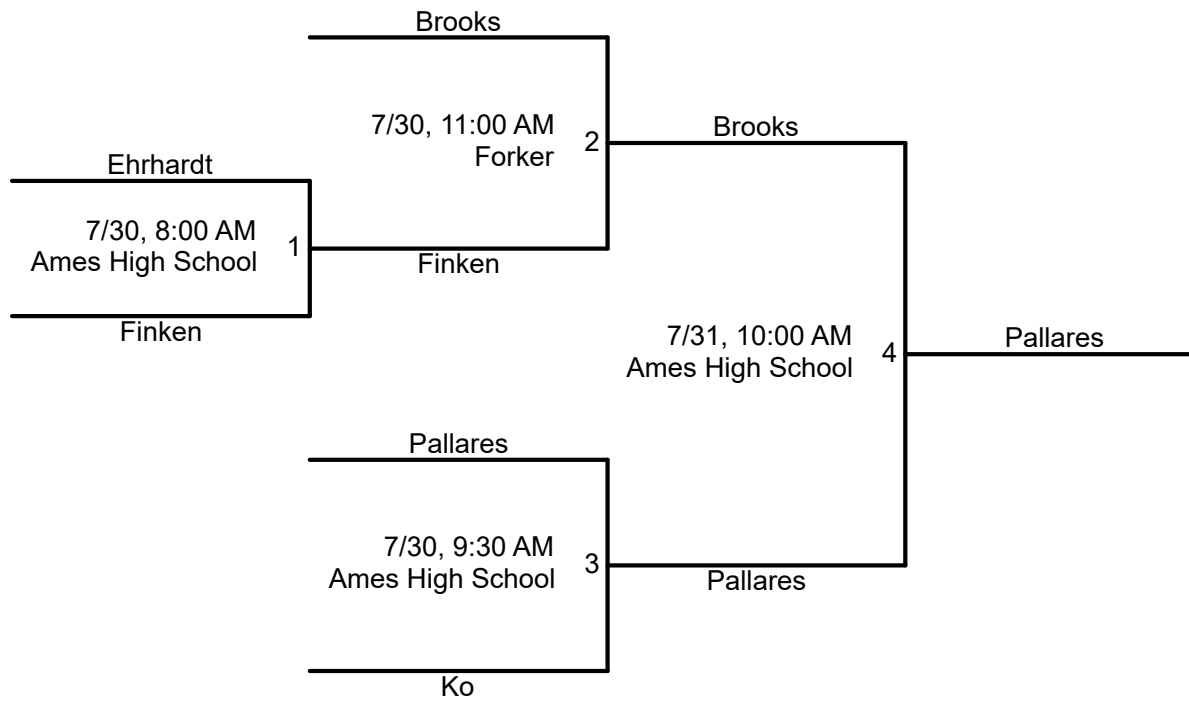 Brooks
7/30, 11:00 AM
Forker
2
Brooks
Ehrhardt
7/30, 8:00 AM
Ames High School
1
Finken
Finken
7/31, 10:00 AM
Ames High School
4
Pallares
Pallares
7/30, 9:30 AM
Ames High School
3
Pallares
Ko